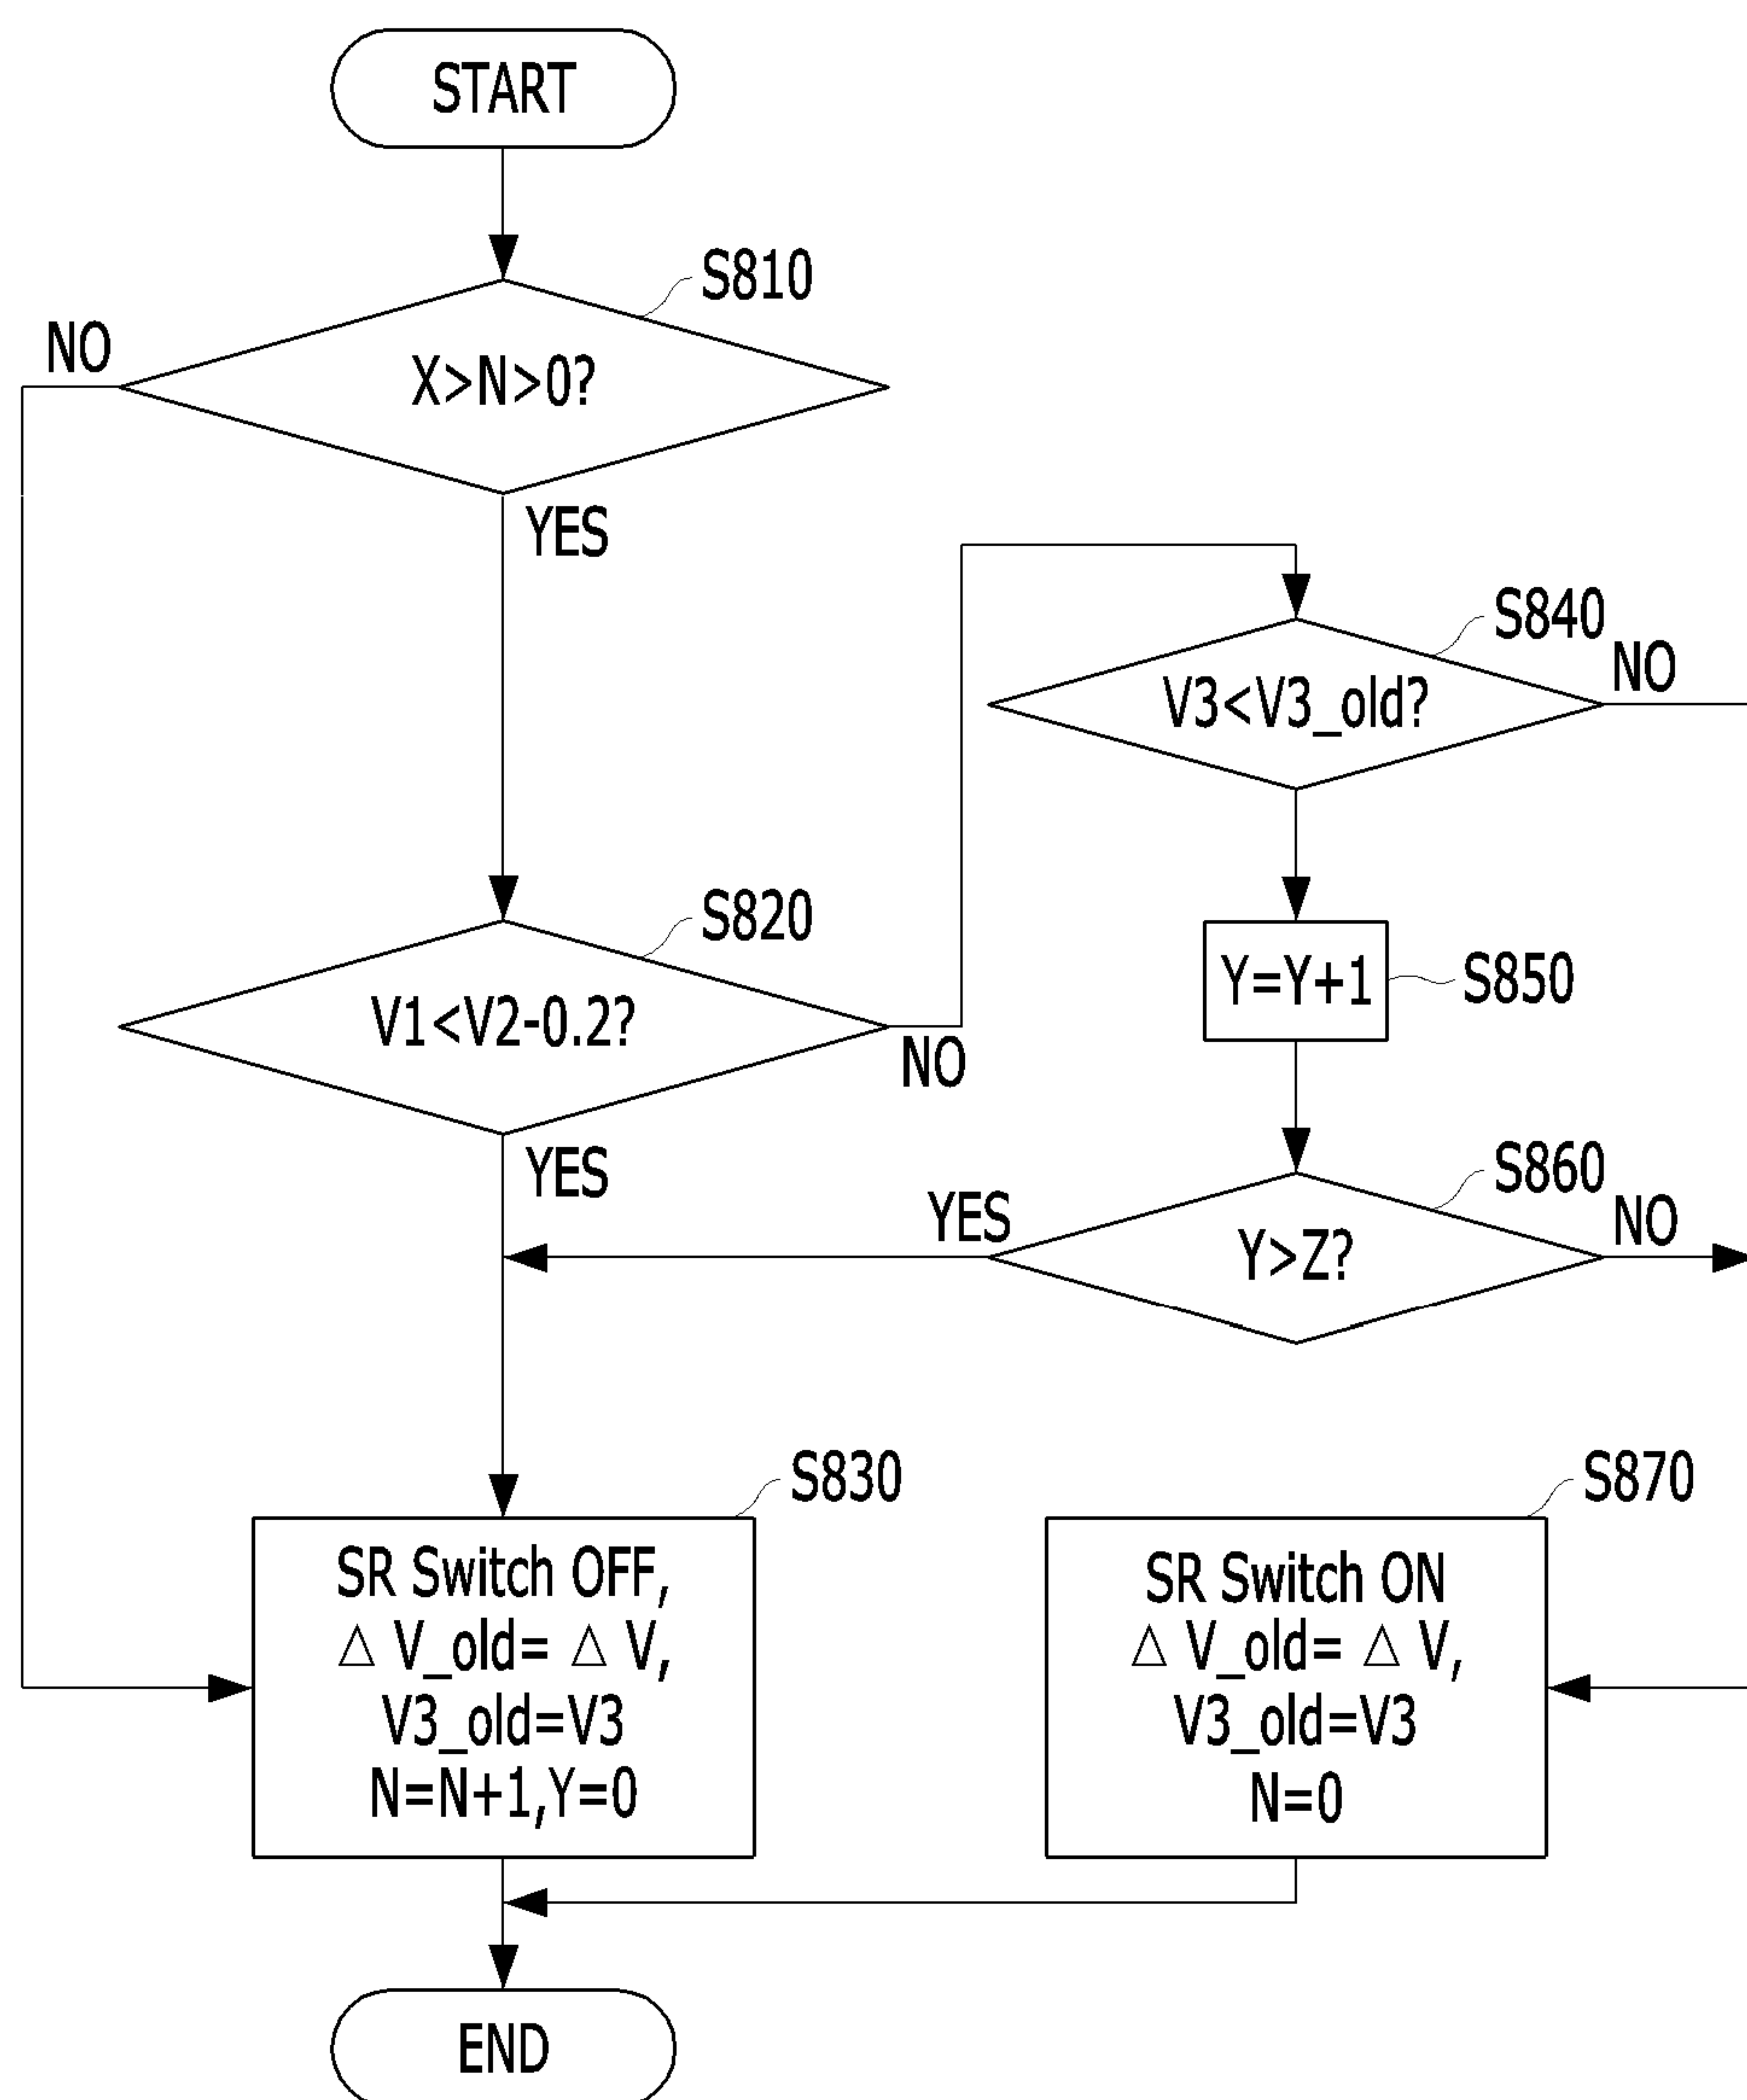 START
S810
NO
X>N>0?
YES
S840
NO
V3<V3_old?
S820
V1<V2-0.2?
NO
Y=Y+1
S850
YES
S860
YES
NO
Y>Z?
S830
S870
SR Switch OFF,
△ V_old= △ V,
V3_old=V3
N=N+1,Y=0
SR Switch ON
△ V_old= △ V,
V3_old=V3
N=0
END